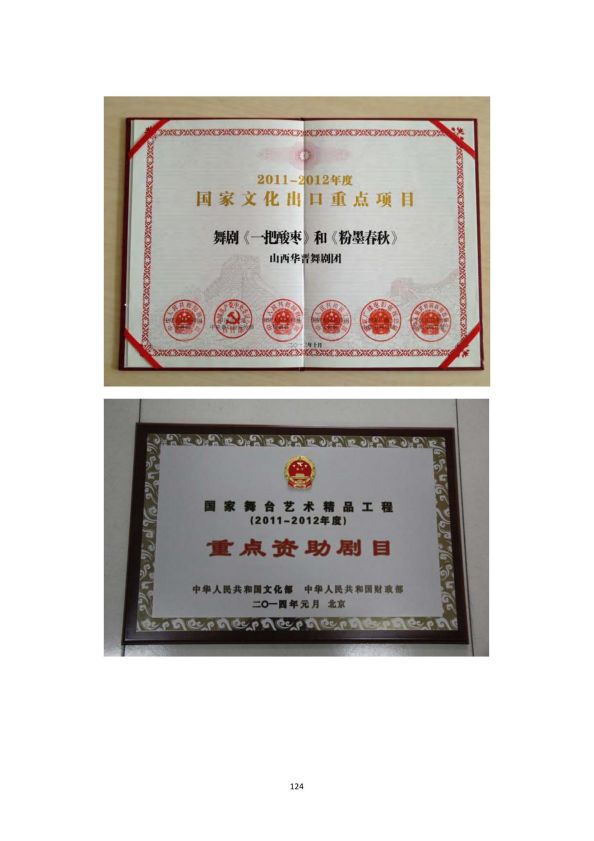 2011-2012年度
国家文化出口重点项目
舞剧《一把酸枣》和《粉墨春秋》
山西华晋舞剧团
国家舞台艺术精品工程
(2011-2012年度)
重点资助剧目
中华人民共和国文化部 中华人民共和国财政部
二〇一四年元月 北京
124